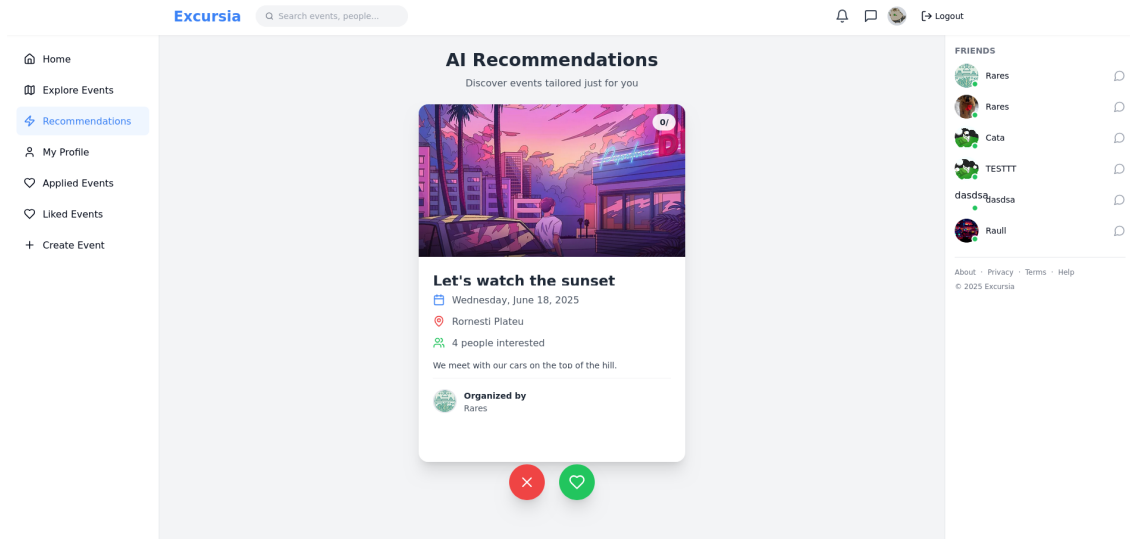 Excursia
Search events, people...
Logout
Home
Explore Events
Recommendations
My Profile
Applied Events
Liked Events
Create Event
AI Recommendations
Discover events tailored just for you
0/
Let's watch the sunset
Wednesday, June 18, 2025
Rornesti Plateu
4 people interested
We meet with our cars on the top of the hill.
Organized by
Rares
FRIENDS
Rares
Rares
Cata
TESTTT
dasdsa
dasdsa
Raull
About · Privacy · Terms · Help
© 2025 Excursia